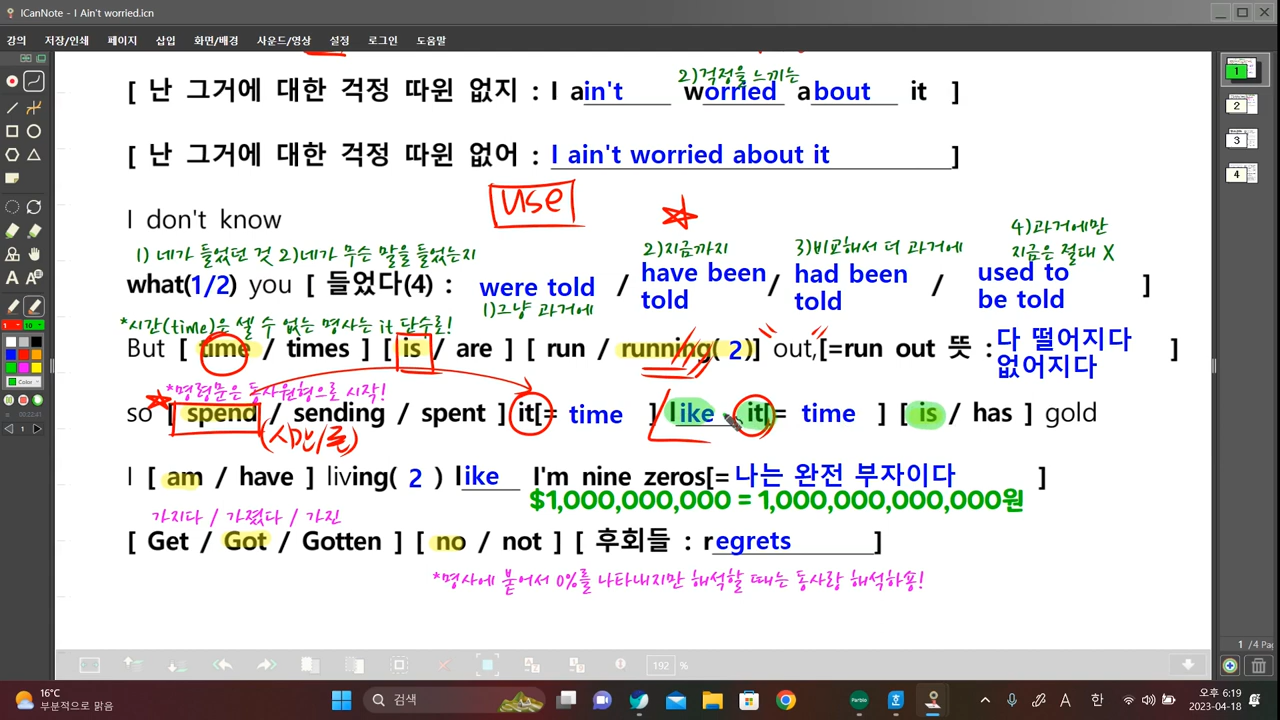 ICanNote - I Ain't worried.icn
강의 저장/인쇄 페이지 삽입 화면/배경 사운드/영상 설정 로그인 도움말
2)걱정을 느끼는
[ 난 그거에 대한 걱정 따윈 없지 : I ain't worried about it ]
[ 난 그거에 대한 걱정 따윈 없어 : I ain't worried about it ]
use
I don't know
1) 네가 들었던 것 2)네가 무슨 말을 들었는지 2)지금까지 3)비교해서 더 과거에 4)과거에만 지금은 절대 X
what(1/2) you [ 들었다(4) : were told / have been told / had been told / used to be told ]
1)그냥 과거에
*시간(time)은 셀 수 없는 명사는 it 단수로!
But [ time / times ] [ is / are ] [ run / running( 2)] " out, " [=run out 뜻 : 다 떨어지다 없어지다 ]
*명령문은 동사원형으로 시작!
so [ spend / sending / spent ] it[= time ] like it[= time ] [ is / has ] gold
(시간/돈)
I [ am / have ] living( 2 ) like I'm nine zeros[= 나는 완전 부자이다 ]
$1,000,000,000 = 1,000,000,000,000원
가지다 / 가졌다 / 가진
[ Get / Got / Gotten ] [ no / not ] [ 후회들 : regrets ]
*명사에 붙어서 0%를 나타내지만 해석할 때는 동사랑 해석하송!
1
2
3
4
Color
00:22:41
1
192 %
1 /4 Pag
16°C
부분적으로 맑음
검색
A 한
오후 6:19
2023-04-18